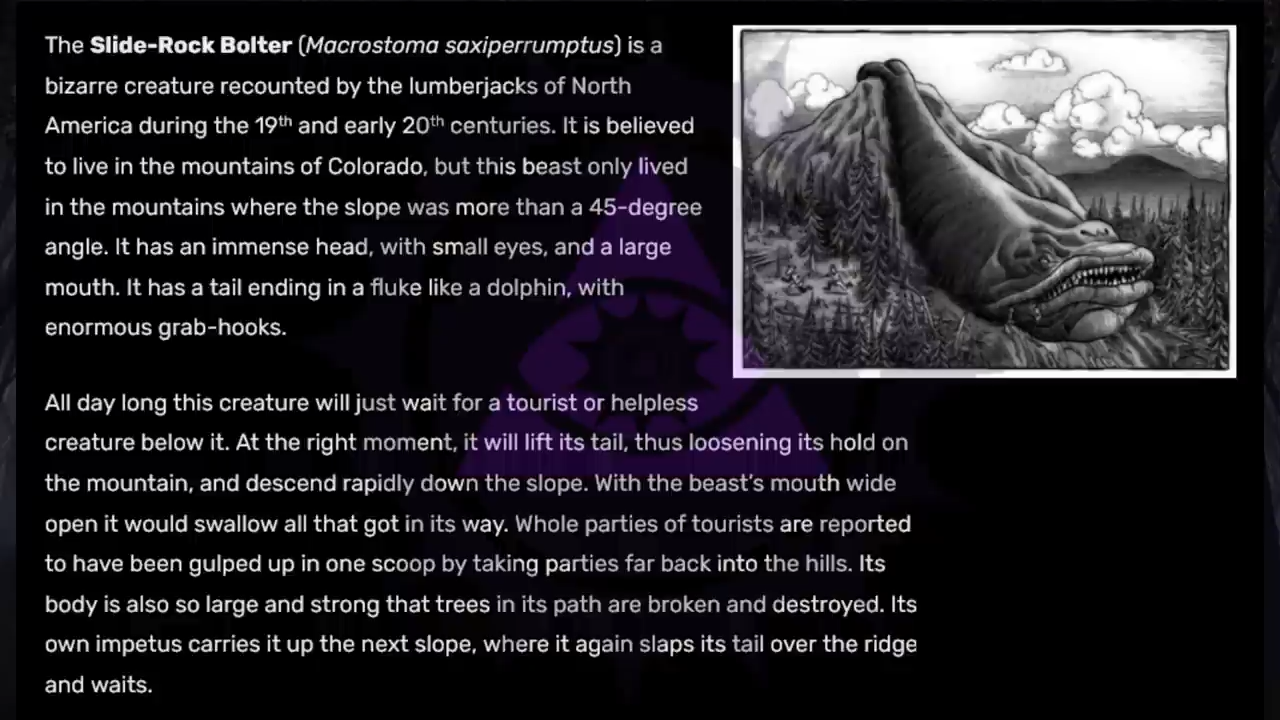 The Slide-Rock Bolter (Macrostoma saxiperrumptus) is a
bizarre creature recounted by the lumberjacks of North
America during the 19th and early 20th centuries. It is believed
to live in the mountains of Colorado, but this beast only lived
in the mountains where the slope was more than a 45-degree
angle. It has an immense head, with small eyes, and a large
mouth. It has a tail ending in a fluke like a dolphin, with
enormous grab-hooks.
All day long this creature will just wait for a tourist or helpless
creature below it. At the right moment, it will lift its tail, thus loosening its hold on
the mountain, and descend rapidly down the slope. With the beast's mouth wide
open it would swallow all that got in its way. Whole parties of tourists are reported
to have been gulped up in one scoop by taking parties far back into the hills. Its
body is also so large and strong that trees in its path are broken and destroyed. Its
own impetus carries it up the next slope, where it again slaps its tail over the ridge
and waits.